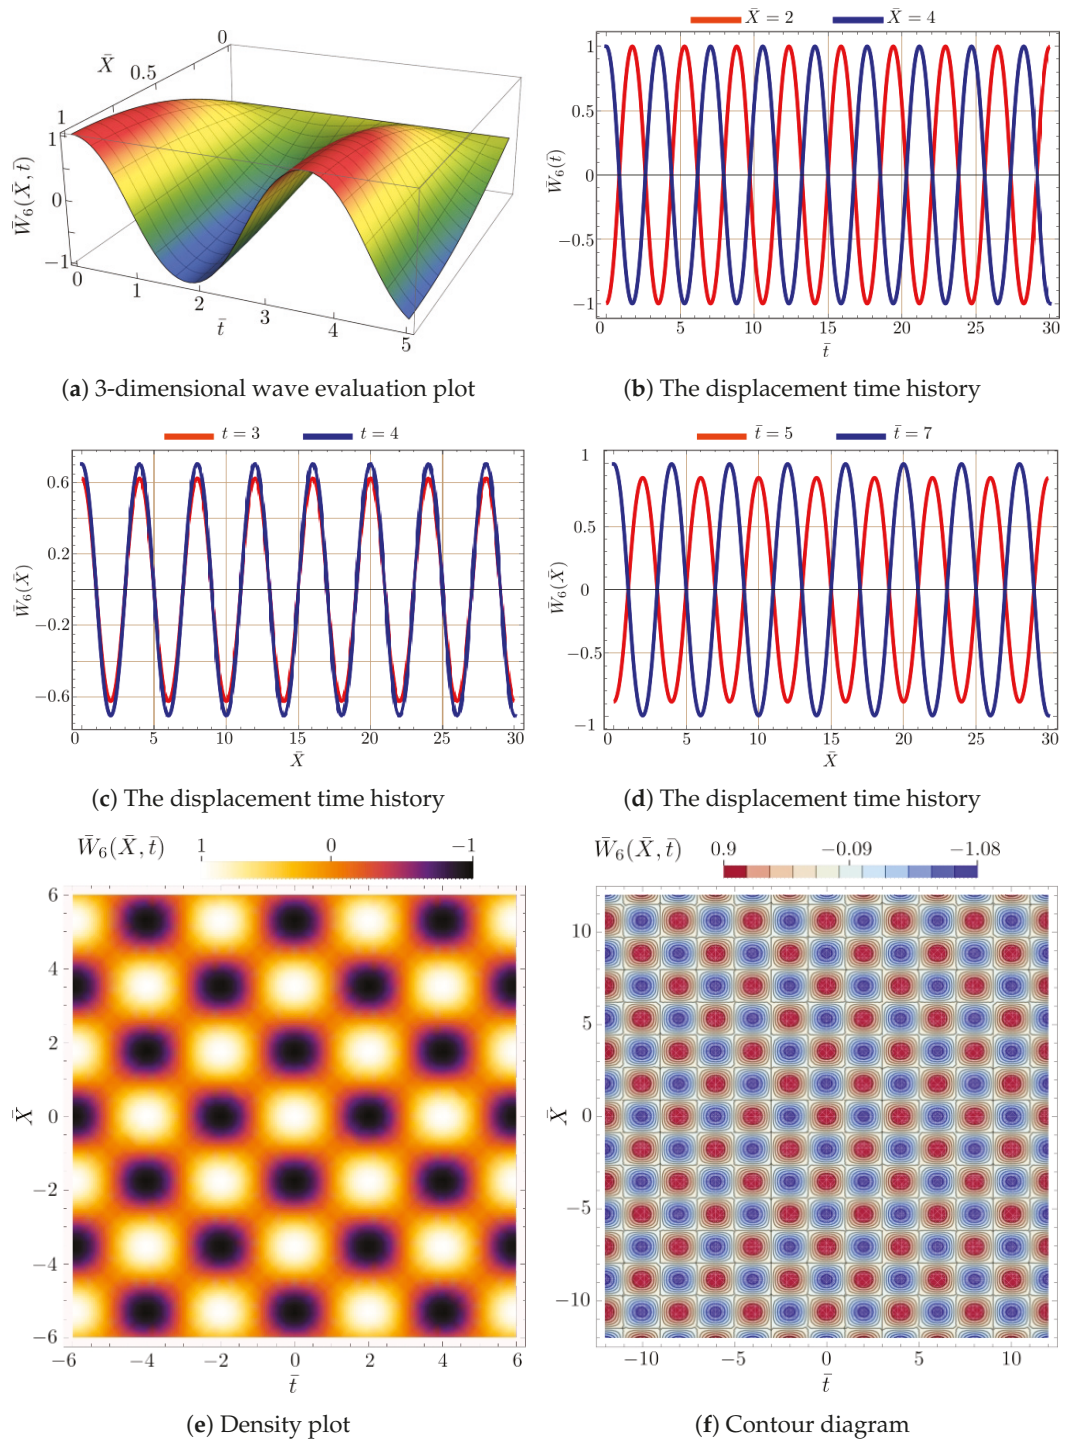 X̄ = 2 X̄ = 4
X̄ 0 0.5 1
W̄₆(X̄, t̄)
1 0 −1
0 1 2 3 4 5
t̄
W̄₆(t̄)
1 0.5 0 −0.5 −1
0 5 10 15 20 25 30
t̄
(a) 3-dimensional wave evaluation plot
(b) The displacement time history
t = 3 t = 4
W̄₆(X̄)
0.6 0.2 −0.2 −0.6
0 5 10 15 20 25 30
X̄
t̄ = 5 t̄ = 7
W̄₆(X̄)
1 0.5 0 −0.5 −1
0 5 10 15 20 25 30
X̄
(c) The displacement time history
(d) The displacement time history
W̄₆(X̄, t̄) 1 0 −1
X̄
6 4 2 0 −2 −4 −6
−6 −4 −2 0 2 4 6
t̄
W̄₆(X̄, t̄) 0.9 −0.09 −1.08
X̄
10 5 0 −5 −10
−10 −5 0 5 10
t̄
(e) Density plot
(f) Contour diagram